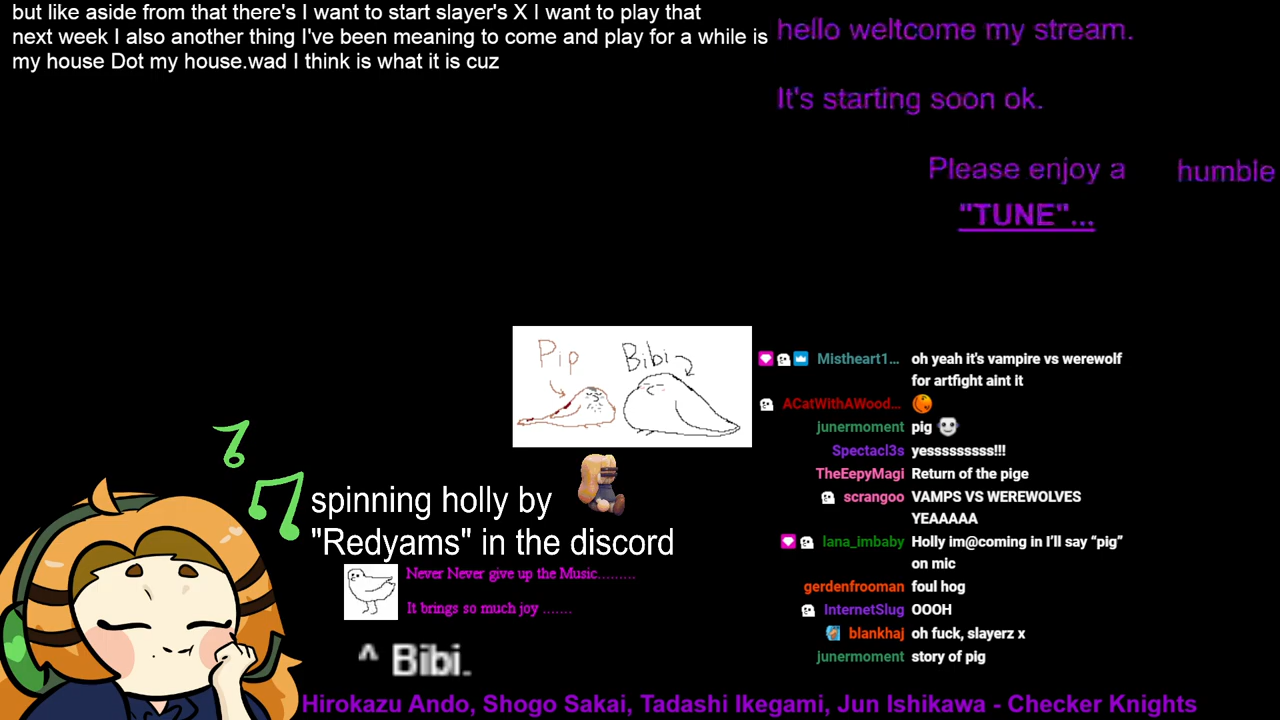 but like aside from that there's I want to start slayer's X I want to play that
next week I also another thing I've been meaning to come and play for a while is
my house Dot my house.wad I think is what it is cuz
hello weltcome my stream.
It's starting soon ok.
Please enjoy a humble
"TUNE"...
Pip
Bibi
Mistheart1... oh yeah it's vampire vs werewolf
for artfight aint it
ACatWithAWood...
junermoment pig
Spectacl3s yesssssssss!!!
TheEepyMagi Return of the pige
scrangoo VAMPS VS WEREWOLVES
YEAAAAA
lana_imbaby Holly im@coming in I'll say “pig”
on mic
gerdenfrooman foul hog
InternetSlug OOOH
blankhaj oh fuck, slayerz x
junermoment story of pig
spinning holly by
"Redyams" in the discord
Never Never give up the Music.........
It brings so much joy .......
^ Bibi.
Hirokazu Ando, Shogo Sakai, Tadashi Ikegami, Jun Ishikawa - Checker Knights